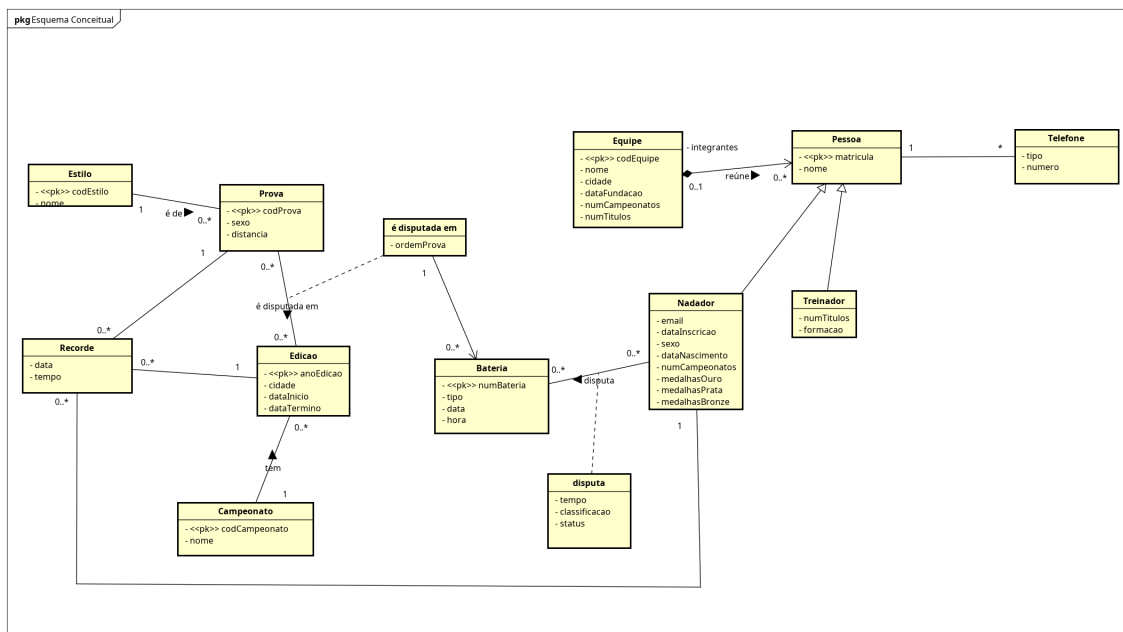 pkg Esquema Conceitual
Equipe
- <<pk>> codEquipe
- nome
- cidade
- dataFundacao
- numCampeonatos
- numTitulos
- integrantes
reúne
0..1
0..*
Pessoa
- <<pk>> matricula
- nome
1
*
Telefone
- tipo
- numero
Estilo
- <<pk>> codEstilo
- nome
1
é de
0..*
Prova
- <<pk>> codProva
- sexo
- distancia
1
0..*
0..*
é disputada em
0..*
é disputada em
- ordemProva
1
0..*
Nadador
- email
- dataInscricao
- sexo
- dataNascimento
- numCampeonatos
- medalhasOuro
- medalhasPrata
- medalhasBronze
Treinador
- numTitulos
- formacao
Recorde
- data
- tempo
0..*
1
0..*
Edicao
- <<pk>> anoEdicao
- cidade
- dataInicio
- dataTermino
0..*
Bateria
- <<pk>> numBateria
- tipo
- data
- hora
0..*
disputa
0..*
1
tem
1
Campeonato
- <<pk>> codCampeonato
- nome
disputa
- tempo
- classificacao
- status